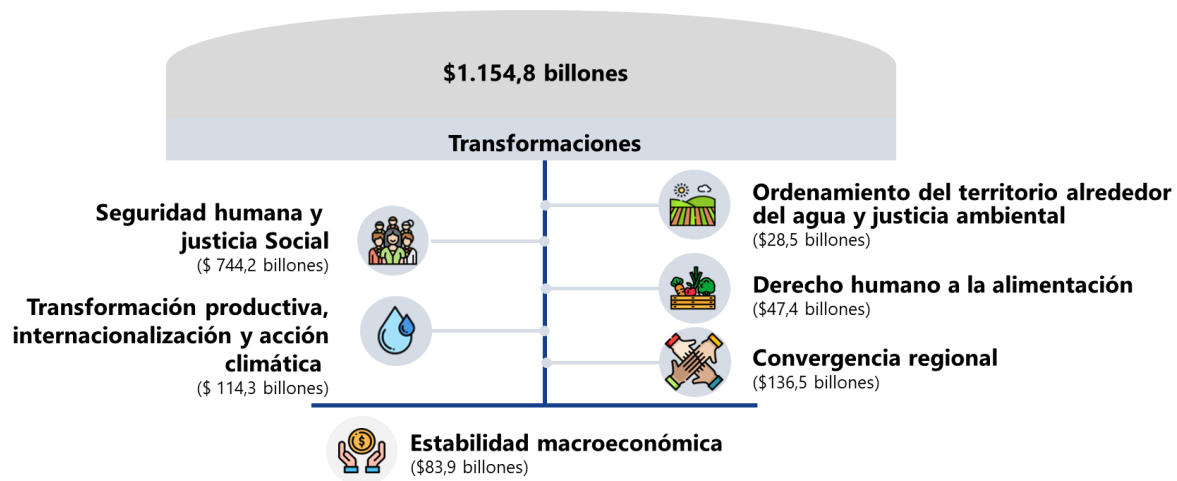 $1.154,8 billones
Transformaciones
Seguridad humana y
justicia Social
($ 744,2 billones)
Transformación productiva,
internacionalización y acción
climática
($ 114,3 billones)
Ordenamiento del territorio alrededor
del agua y justicia ambiental
($28,5 billones)
Derecho humano a la alimentación
($47,4 billones)
Convergencia regional
($136,5 billones)
Estabilidad macroeconómica
($83,9 billones)